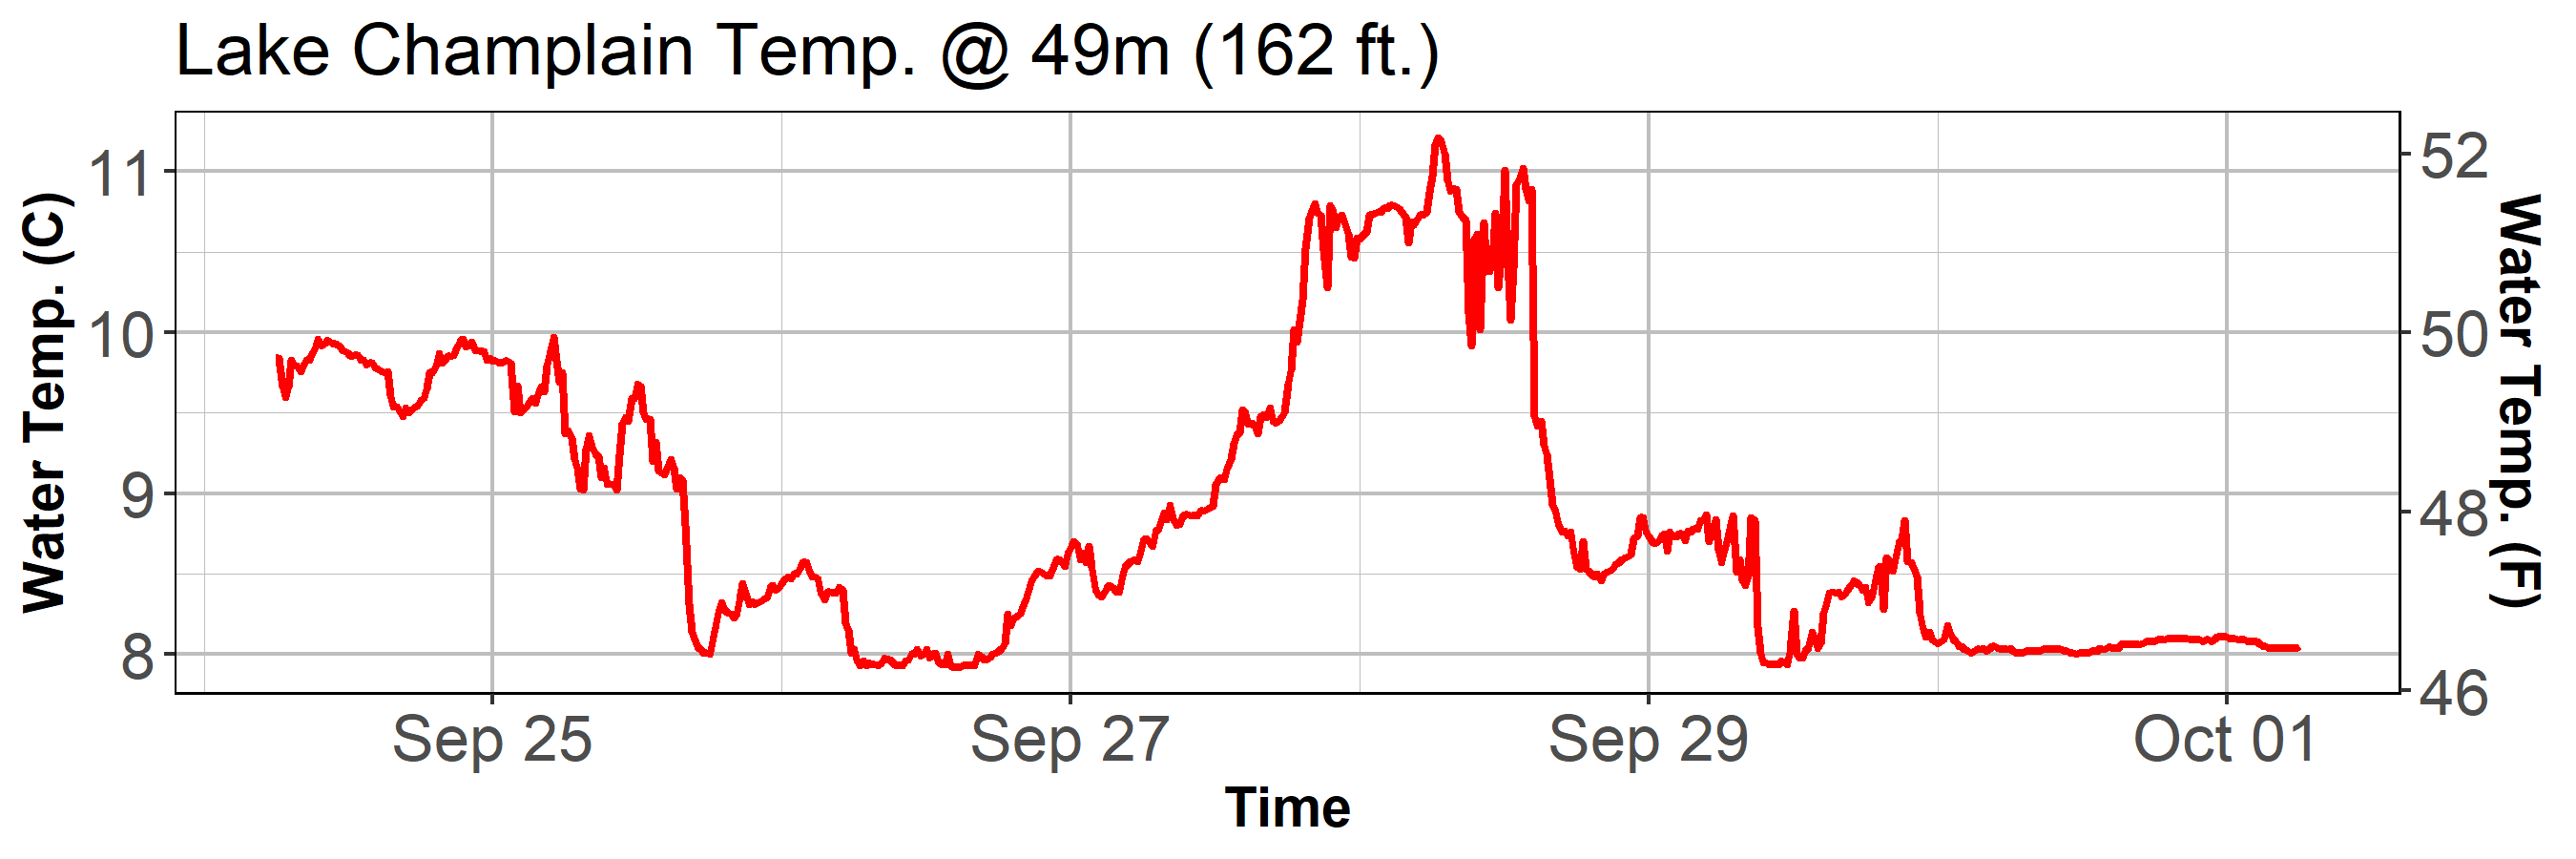 Lake Champlain Temp. @ 49m (162 ft.)
Water Temp. (C)
11
10
9
8
52
50
48
46
Water Temp. (F)
Sep 25
Sep 27
Sep 29
Oct 01
Time